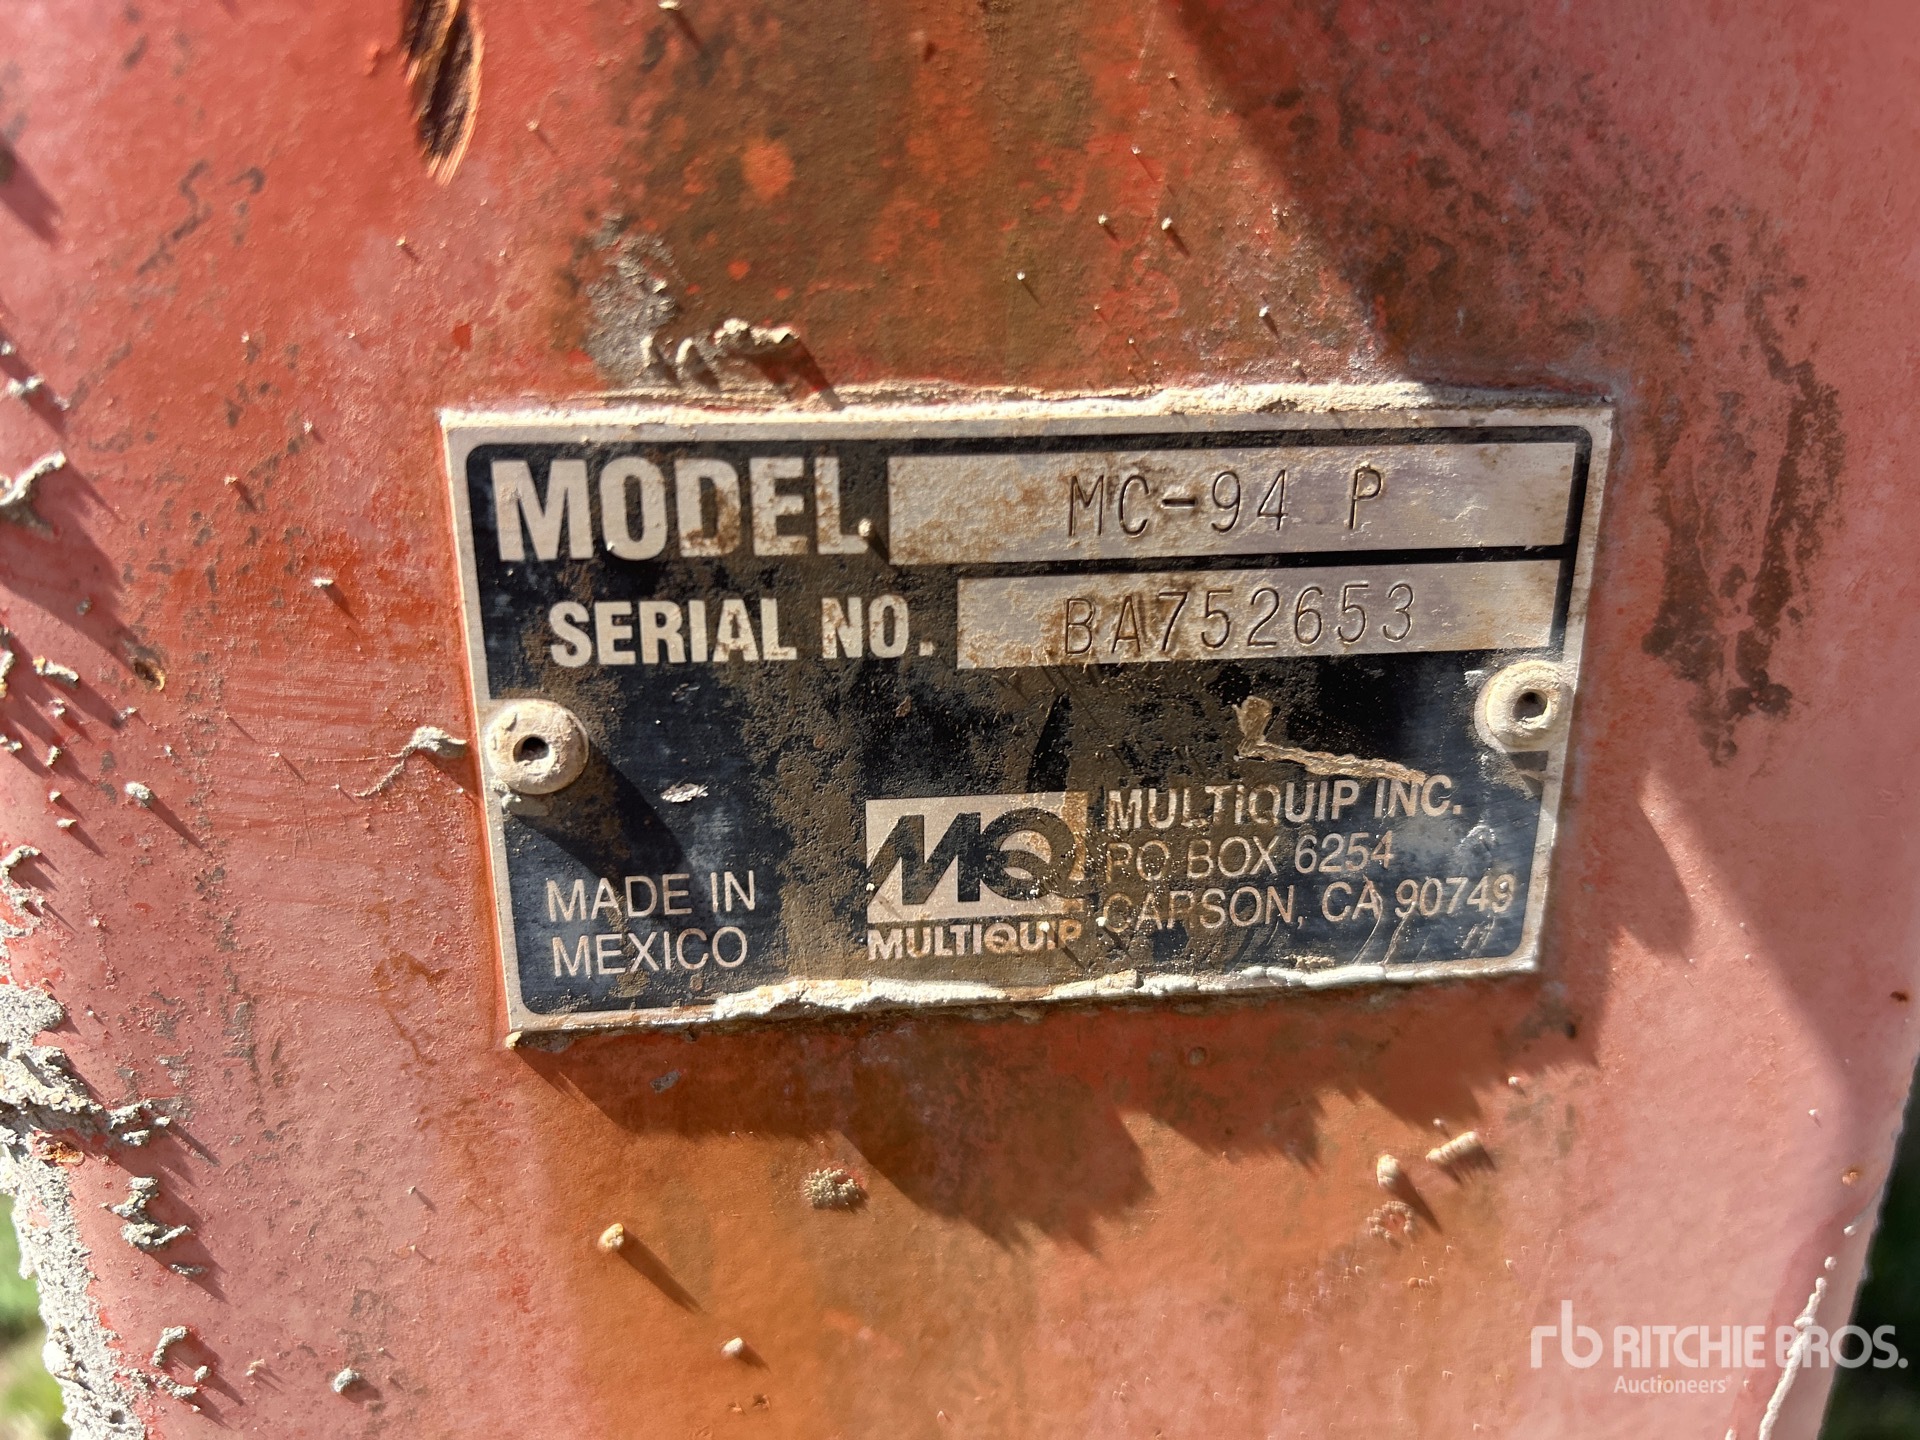 MODEL MC-94 P
SERIAL NO. BA752653
MADE IN
MEXICO
MQ
MULTIQUIP
MULTIQUIP INC.
PO BOX 6254
CARSON, CA 90749
rb RITCHIE BROS.
Auctioneers